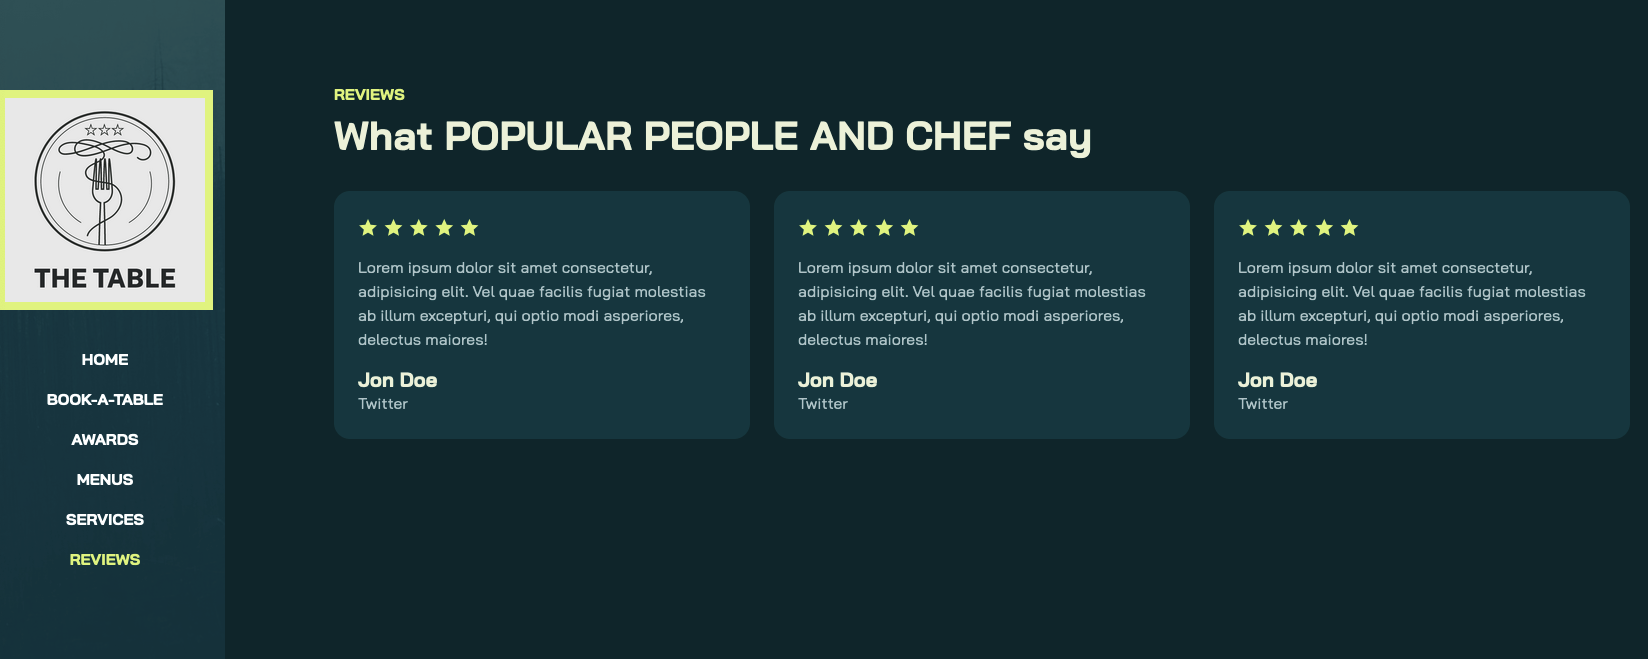 THE TABLE
HOME
BOOK-A-TABLE
AWARDS
MENUS
SERVICES
REVIEWS
REVIEWS
What POPULAR PEOPLE AND CHEF say
Lorem ipsum dolor sit amet consectetur,
adipisicing elit. Vel quae facilis fugiat molestias
ab illum excepturi, qui optio modi asperiores,
delectus maiores!
Jon Doe
Twitter
Lorem ipsum dolor sit amet consectetur,
adipisicing elit. Vel quae facilis fugiat molestias
ab illum excepturi, qui optio modi asperiores,
delectus maiores!
Jon Doe
Twitter
Lorem ipsum dolor sit amet consectetur,
adipisicing elit. Vel quae facilis fugiat molestias
ab illum excepturi, qui optio modi asperiores,
delectus maiores!
Jon Doe
Twitter